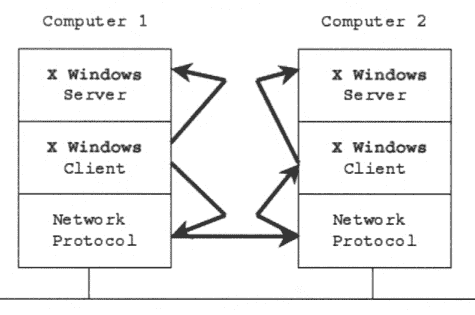 Computer 1
Computer 2
X Windows
Server
X Windows
Client
Network
Protocol
X Windows
Server
X Windows
Client
Network
Protocol